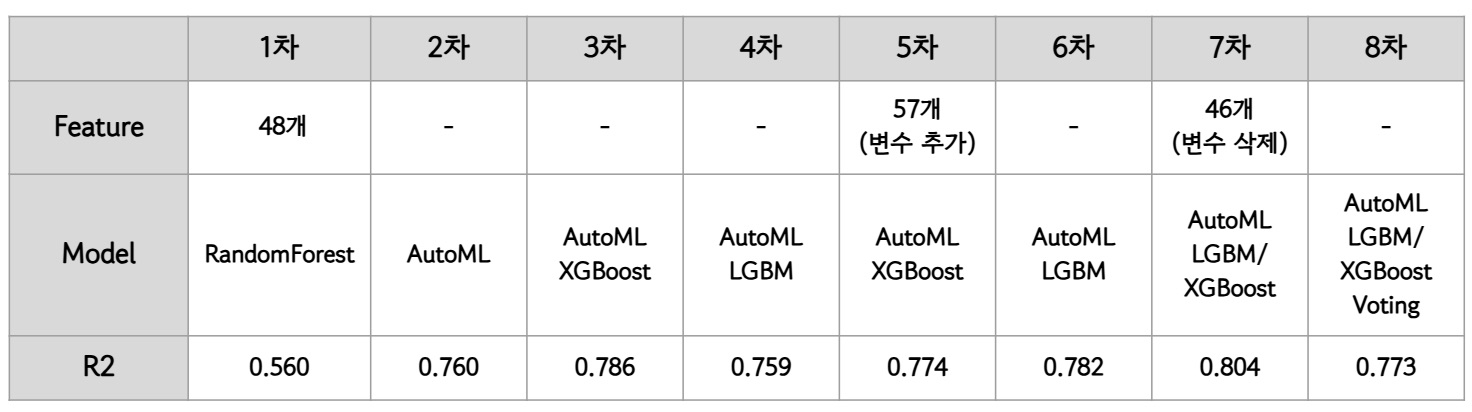 1차 2차 3차 4차 5차 6차 7차 8차
Feature 48개 - - - 57개 (변수 추가) - 46개 (변수 삭제) -
Model RandomForest AutoML AutoML XGBoost AutoML LGBM AutoML XGBoost AutoML LGBM AutoML LGBM/ XGBoost AutoML LGBM/ XGBoost Voting
R2 0.560 0.760 0.786 0.759 0.774 0.782 0.804 0.773